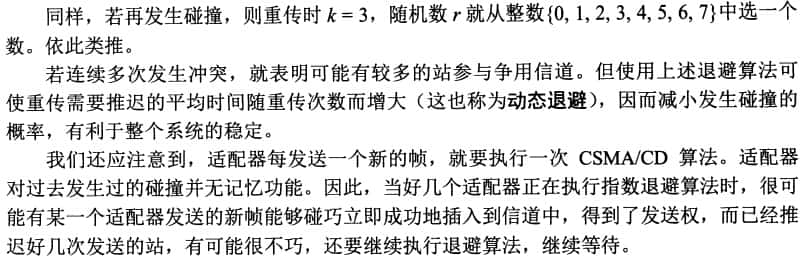 同样，若再发生碰撞，则重传时 k = 3，随机数 r 就从整数{0, 1, 2, 3, 4, 5, 6, 7}中选一个
数。依此类推。
若连续多次发生冲突，就表明可能有较多的站参与争用信道。但使用上述退避算法可
使重传需要推迟的平均时间随重传次数而增大（这也称为动态退避），因而减小发生碰撞的
概率，有利于整个系统的稳定。
我们还应注意到，适配器每发送一个新的帧，就要执行一次 CSMA/CD 算法。适配器
对过去发生过的碰撞并无记忆功能。因此，当好几个适配器正在执行指数退避算法时，很可
能有某一个适配器发送的新帧能够碰巧立即成功地插入到信道中，得到了发送权，而已经推
迟好几次发送的站，有可能很不巧，还要继续执行退避算法，继续等待。